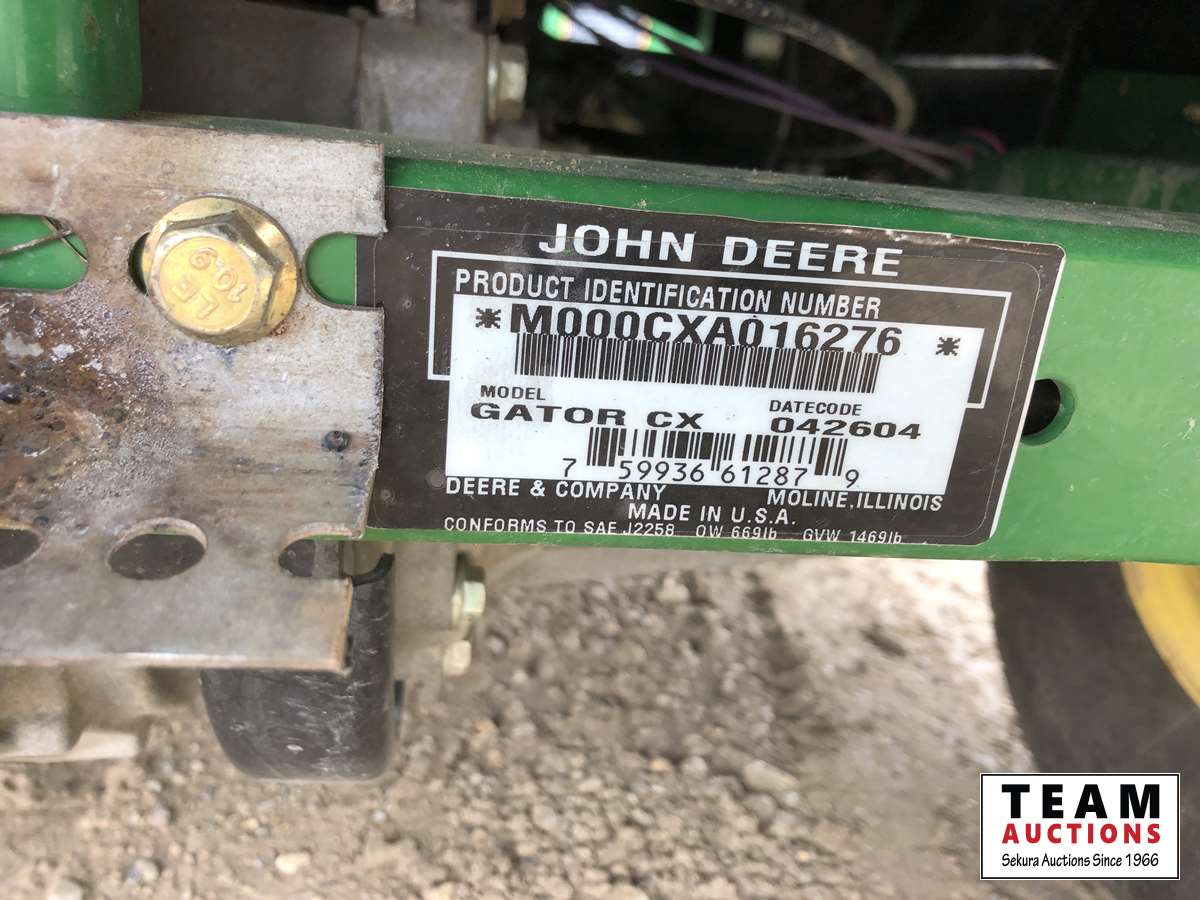 10.9
LE
JOHN DEERE
PRODUCT IDENTIFICATION NUMBER
*M000CXA016276 *
MODEL
DATECODE
GATOR CX
042604
7 59936 61287 9
DEERE & COMPANY
MOLINE, ILLINOIS
MADE IN U.S.A.
CONFORMS TO SAE J2258 OW 669lb GVW 1469lb
TEAM
AUCTIONS
Sekura Auctions Since 1966